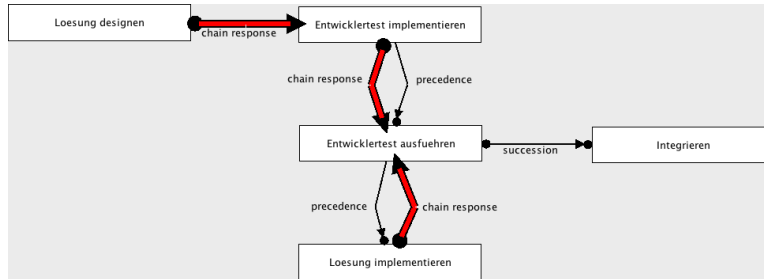 Loesung designen
chain response
Entwicklertest implementieren
chain response
precedence
Entwicklertest ausfuehren
succession
Integrieren
precedence
chain response
Loesung implementieren